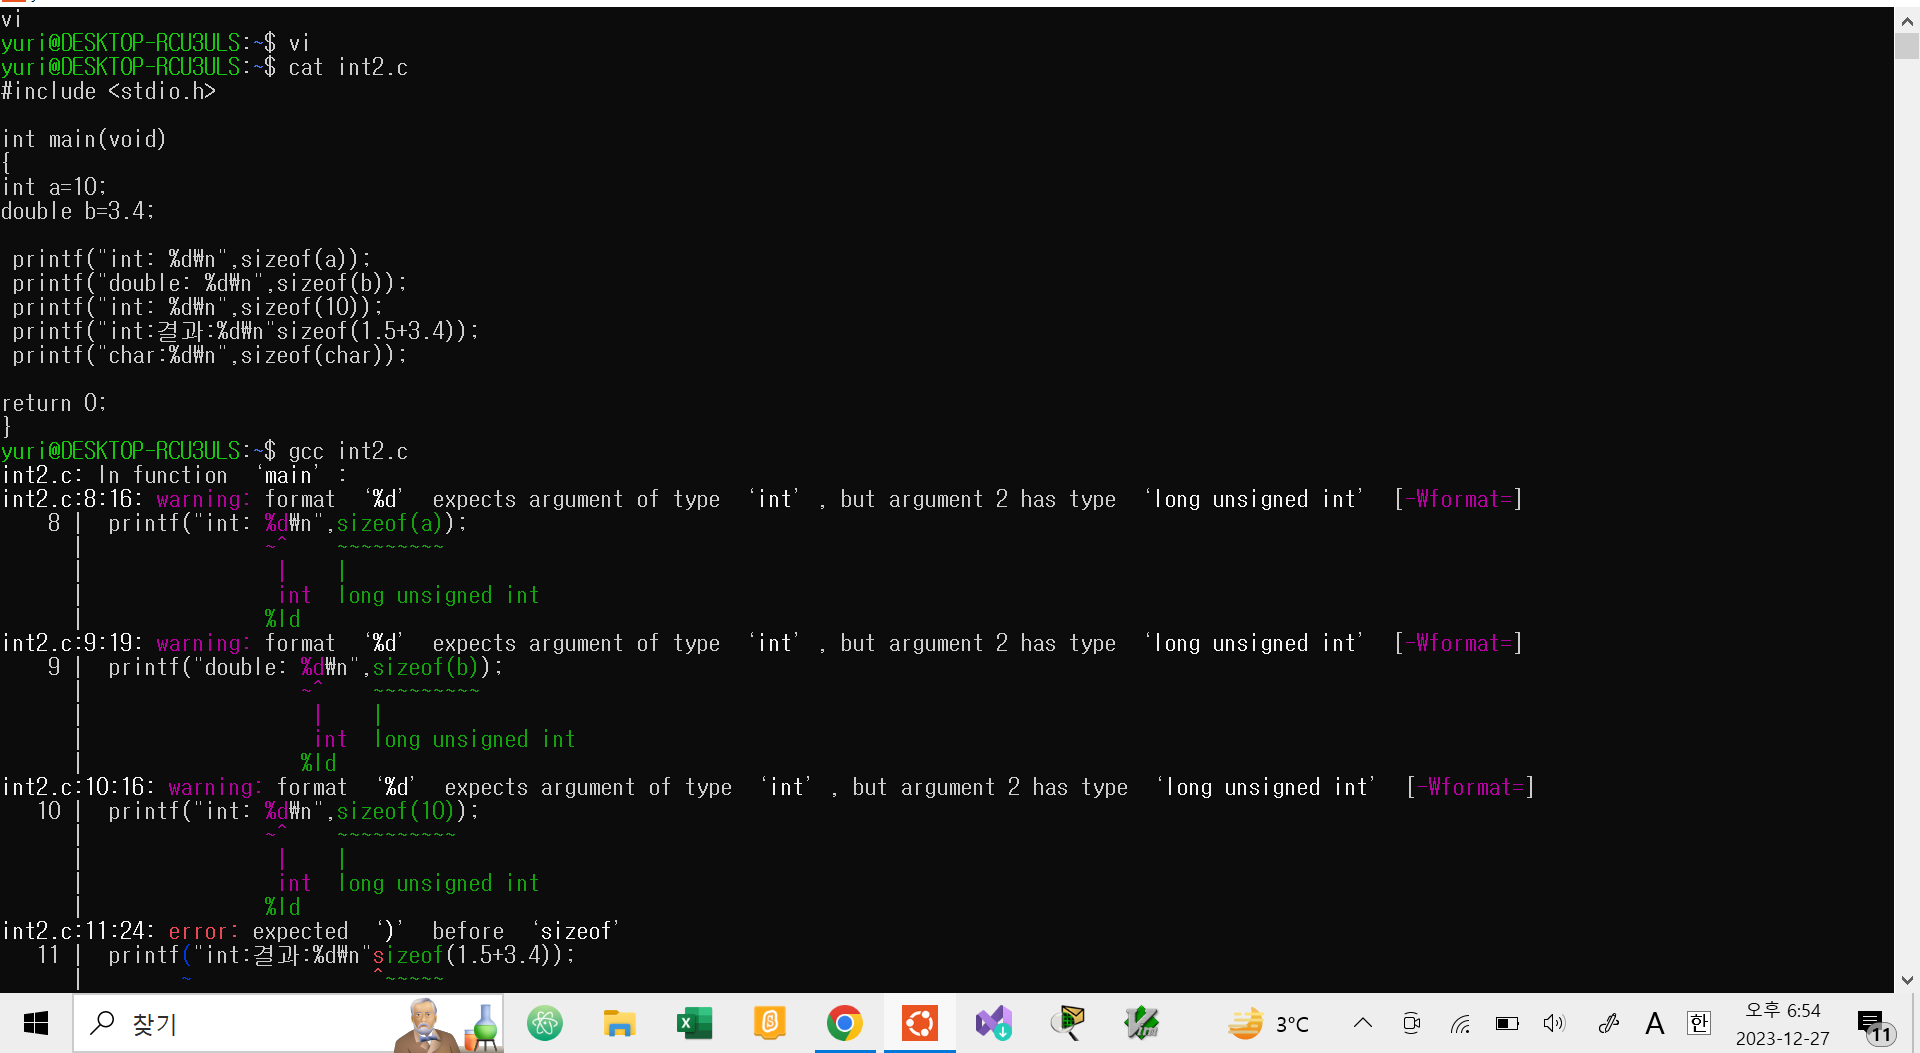 vi
yuri@DESKTOP-RCU3ULS:~$ vi
yuri@DESKTOP-RCU3ULS:~$ cat int2.c
#include <stdio.h>
int main(void)
{
int a=10;
double b=3.4;
printf("int: %d₩n",sizeof(a));
printf("double: %d₩n",sizeof(b));
printf("int: %d₩n",sizeof(10));
printf("int:결과:%d₩n"sizeof(1.5+3.4));
printf("char:%d₩n",sizeof(char));
return 0;
}
yuri@DESKTOP-RCU3ULS:~$ gcc int2.c
int2.c: In function ‘main’ :
int2.c:8:16: warning: format ‘%d’ expects argument of type ‘int’ , but argument 2 has type ‘long unsigned int’ [-Wformat=]
8 | printf("int: %d₩n",sizeof(a));
| ~^ ~~~~~~~~~
| | |
| int long unsigned int
| %ld
int2.c:9:19: warning: format ‘%d’ expects argument of type ‘int’ , but argument 2 has type ‘long unsigned int’ [-Wformat=]
9 | printf("double: %d₩n",sizeof(b));
| ~^ ~~~~~~~~~
| | |
| int long unsigned int
| %ld
int2.c:10:16: warning: format ‘%d’ expects argument of type ‘int’ , but argument 2 has type ‘long unsigned int’ [-Wformat=]
10 | printf("int: %d₩n",sizeof(10));
| ~^ ~~~~~~~~~~
| | |
| int long unsigned int
| %ld
int2.c:11:24: error: expected ‘)’ before ‘sizeof’
11 | printf("int:결과:%d₩n"sizeof(1.5+3.4));
| ~ ^~~~~~
찾기
3°C
A
한
오후 6:54
2023-12-27
11